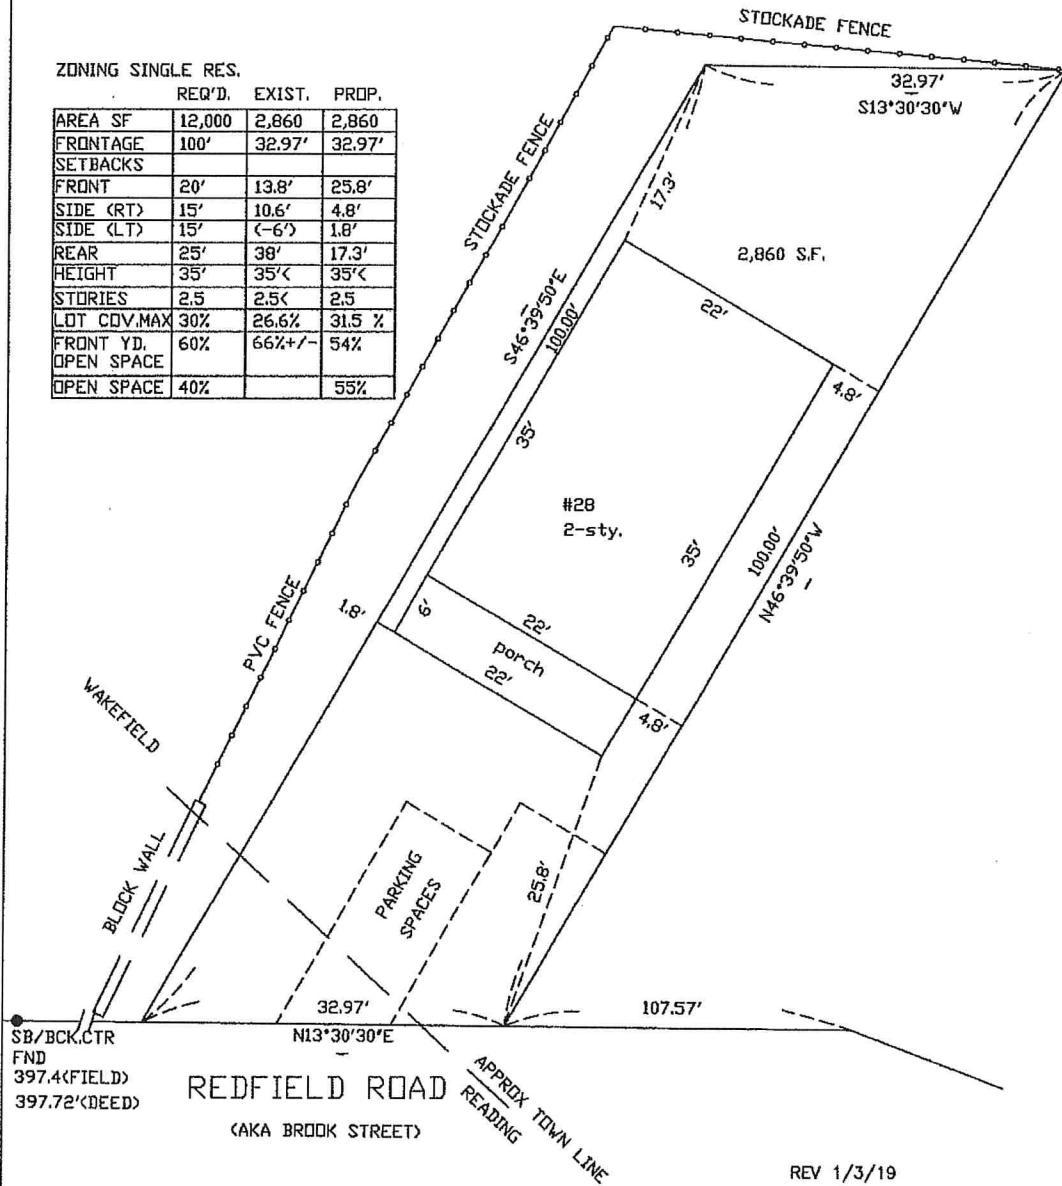 STOCKADE FENCE
ZONING SINGLE RES.
REQ'D. EXIST. PROP.
AREA SF 12,000 2,860 2,860
FRONTAGE 100' 32.97' 32.97'
SETBACKS
FRONT 20' 13.8' 25.8'
SIDE (RT) 15' 10.6' 4.8'
SIDE (LT) 15' (-6') 1.8'
REAR 25' 38' 17.3'
HEIGHT 35' 35'< 35'<
STORIES 2.5 2.5< 2.5
LOT COV.MAX 30% 26.6% 31.5 %
FRONT YD. 60% 66%+/- 54%
OPEN SPACE
OPEN SPACE 40% 55%
32.97'
S13°30'30"W
STOCKADE FENCE
17.3'
2,860 S.F.
S46°39'50"E
100.00'
22'
4.8'
35'
#28
2-sty.
35'
100.00'
N46°39'50"W
1.8'
6'
22'
porch
22'
4.8'
PVC FENCE
WAKEFIELD
BLOCK WALL
PARKING
SPACES
25.8'
32.97'
N13°30'30"E
107.57'
SB/BCK.CTR
FND
397.4(FIELD)
397.72'(DEED)
REDFIELD ROAD
(AKA BROOK STREET)
APPROX TOWN LINE
READING
REV 1/3/19